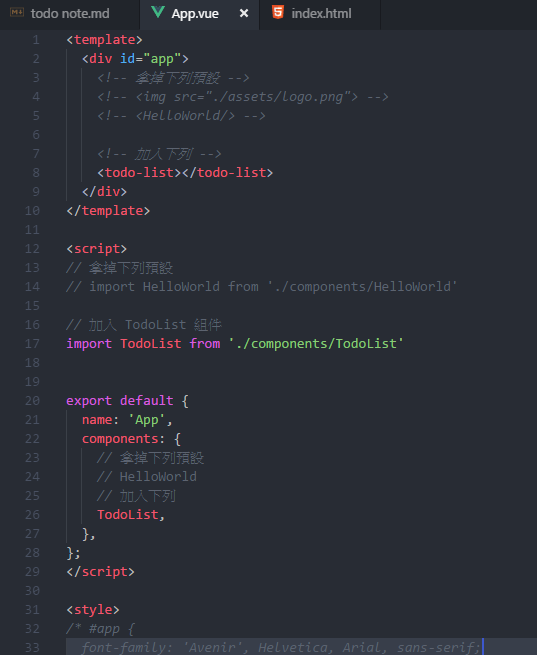 todo note.md App.vue × index.html
1 <template>
2 <div id="app">
3 <!-- 拿掉下列預設 -->
4 <!-- <img src="./assets/logo.png"> -->
5 <!-- <HelloWorld/> -->
6
7 <!-- 加入下列 -->
8 <todo-list></todo-list>
9 </div>
10 </template>
11
12 <script>
13 // 拿掉下列預設
14 // import HelloWorld from './components/HelloWorld'
15
16 // 加入 TodoList 組件
17 import TodoList from './components/TodoList'
18
19
20 export default {
21 name: 'App',
22 components: {
23 // 拿掉下列預設
24 // HelloWorld
25 // 加入下列
26 TodoList,
27 },
28 };
29 </script>
30
31 <style>
32 /* #app {
33 font-family: 'Avenir', Helvetica, Arial, sans-serif;